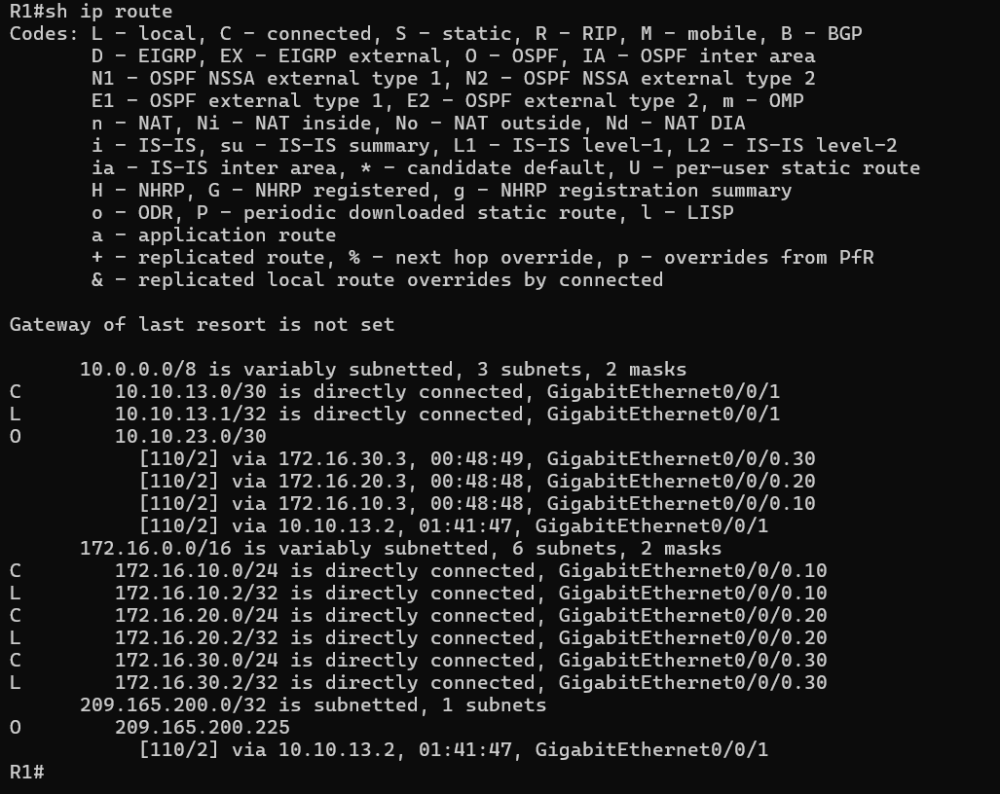 R1#sh ip route
Codes: L - local, C - connected, S - static, R - RIP, M - mobile, B - BGP
       D - EIGRP, EX - EIGRP external, O - OSPF, IA - OSPF inter area
       N1 - OSPF NSSA external type 1, N2 - OSPF NSSA external type 2
       E1 - OSPF external type 1, E2 - OSPF external type 2, m - OMP
       n - NAT, Ni - NAT inside, No - NAT outside, Nd - NAT DIA
       i - IS-IS, su - IS-IS summary, L1 - IS-IS level-1, L2 - IS-IS level-2
       ia - IS-IS inter area, * - candidate default, U - per-user static route
       H - NHRP, G - NHRP registered, g - NHRP registration summary
       o - ODR, P - periodic downloaded static route, l - LISP
       a - application route
       + - replicated route, % - next hop override, p - overrides from PfR
       & - replicated local route overrides by connected

Gateway of last resort is not set

      10.0.0.0/8 is variably subnetted, 3 subnets, 2 masks
C        10.10.13.0/30 is directly connected, GigabitEthernet0/0/1
L        10.10.13.1/32 is directly connected, GigabitEthernet0/0/1
O        10.10.23.0/30
           [110/2] via 172.16.30.3, 00:48:49, GigabitEthernet0/0/0.30
           [110/2] via 172.16.20.3, 00:48:48, GigabitEthernet0/0/0.20
           [110/2] via 172.16.10.3, 00:48:48, GigabitEthernet0/0/0.10
           [110/2] via 10.10.13.2, 01:41:47, GigabitEthernet0/0/1
      172.16.0.0/16 is variably subnetted, 6 subnets, 2 masks
C        172.16.10.0/24 is directly connected, GigabitEthernet0/0/0.10
L        172.16.10.2/32 is directly connected, GigabitEthernet0/0/0.10
C        172.16.20.0/24 is directly connected, GigabitEthernet0/0/0.20
L        172.16.20.2/32 is directly connected, GigabitEthernet0/0/0.20
C        172.16.30.0/24 is directly connected, GigabitEthernet0/0/0.30
L        172.16.30.2/32 is directly connected, GigabitEthernet0/0/0.30
      209.165.200.0/32 is subnetted, 1 subnets
O        209.165.200.225
           [110/2] via 10.10.13.2, 01:41:47, GigabitEthernet0/0/1
R1#